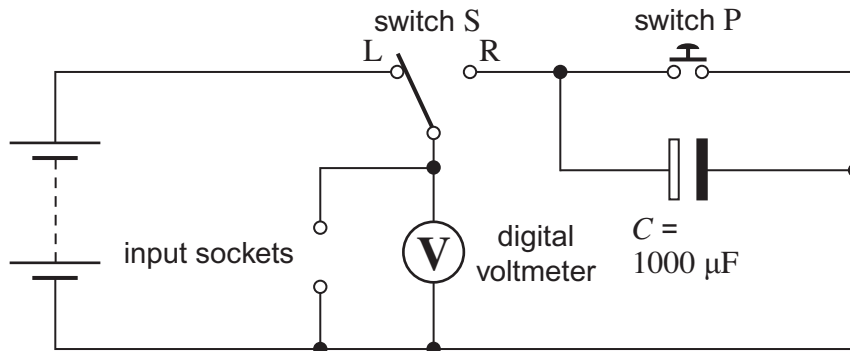 switch S
switch P
L
R
input sockets
V
digital
voltmeter
C =
1000 µF